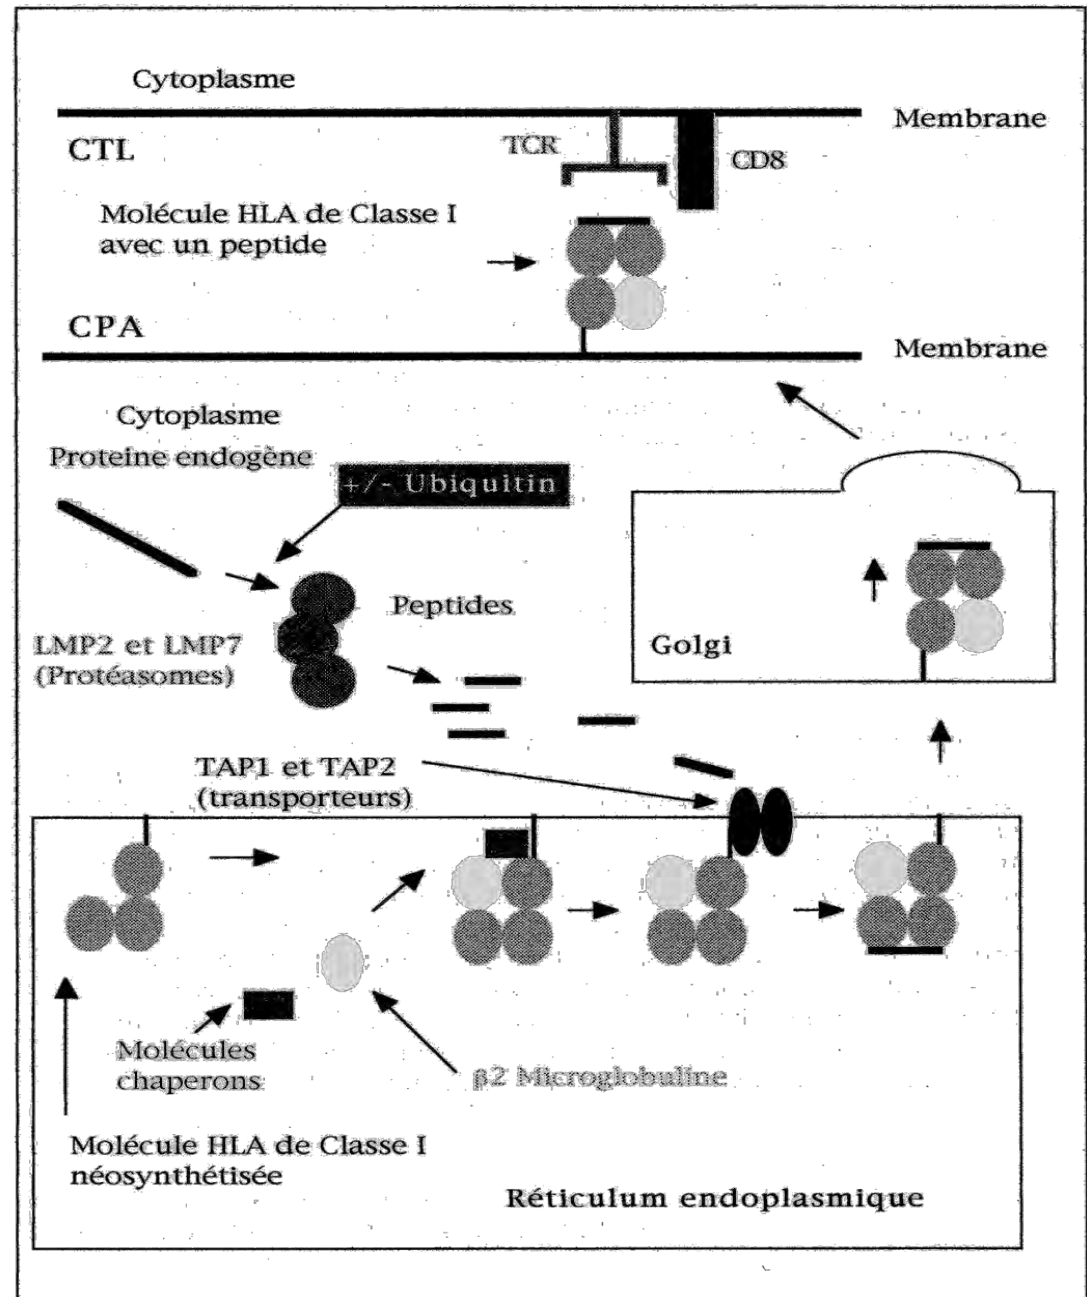 Cytoplasme
Membrane
CTL
TCR
CD8
Molécule HLA de Classe I
avec un peptide
CPA
Membrane
Cytoplasme
Proteine endogène
+/- Ubiquitin
Peptides
LMP2 et LMP7
(Protéasomes)
Golgi
TAP1 et TAP2
(transporteurs)
Molécules
chaperons
β2 Microglobuline
Molécule HLA de Classe I
néosynthétisée
Réticulum endoplasmique